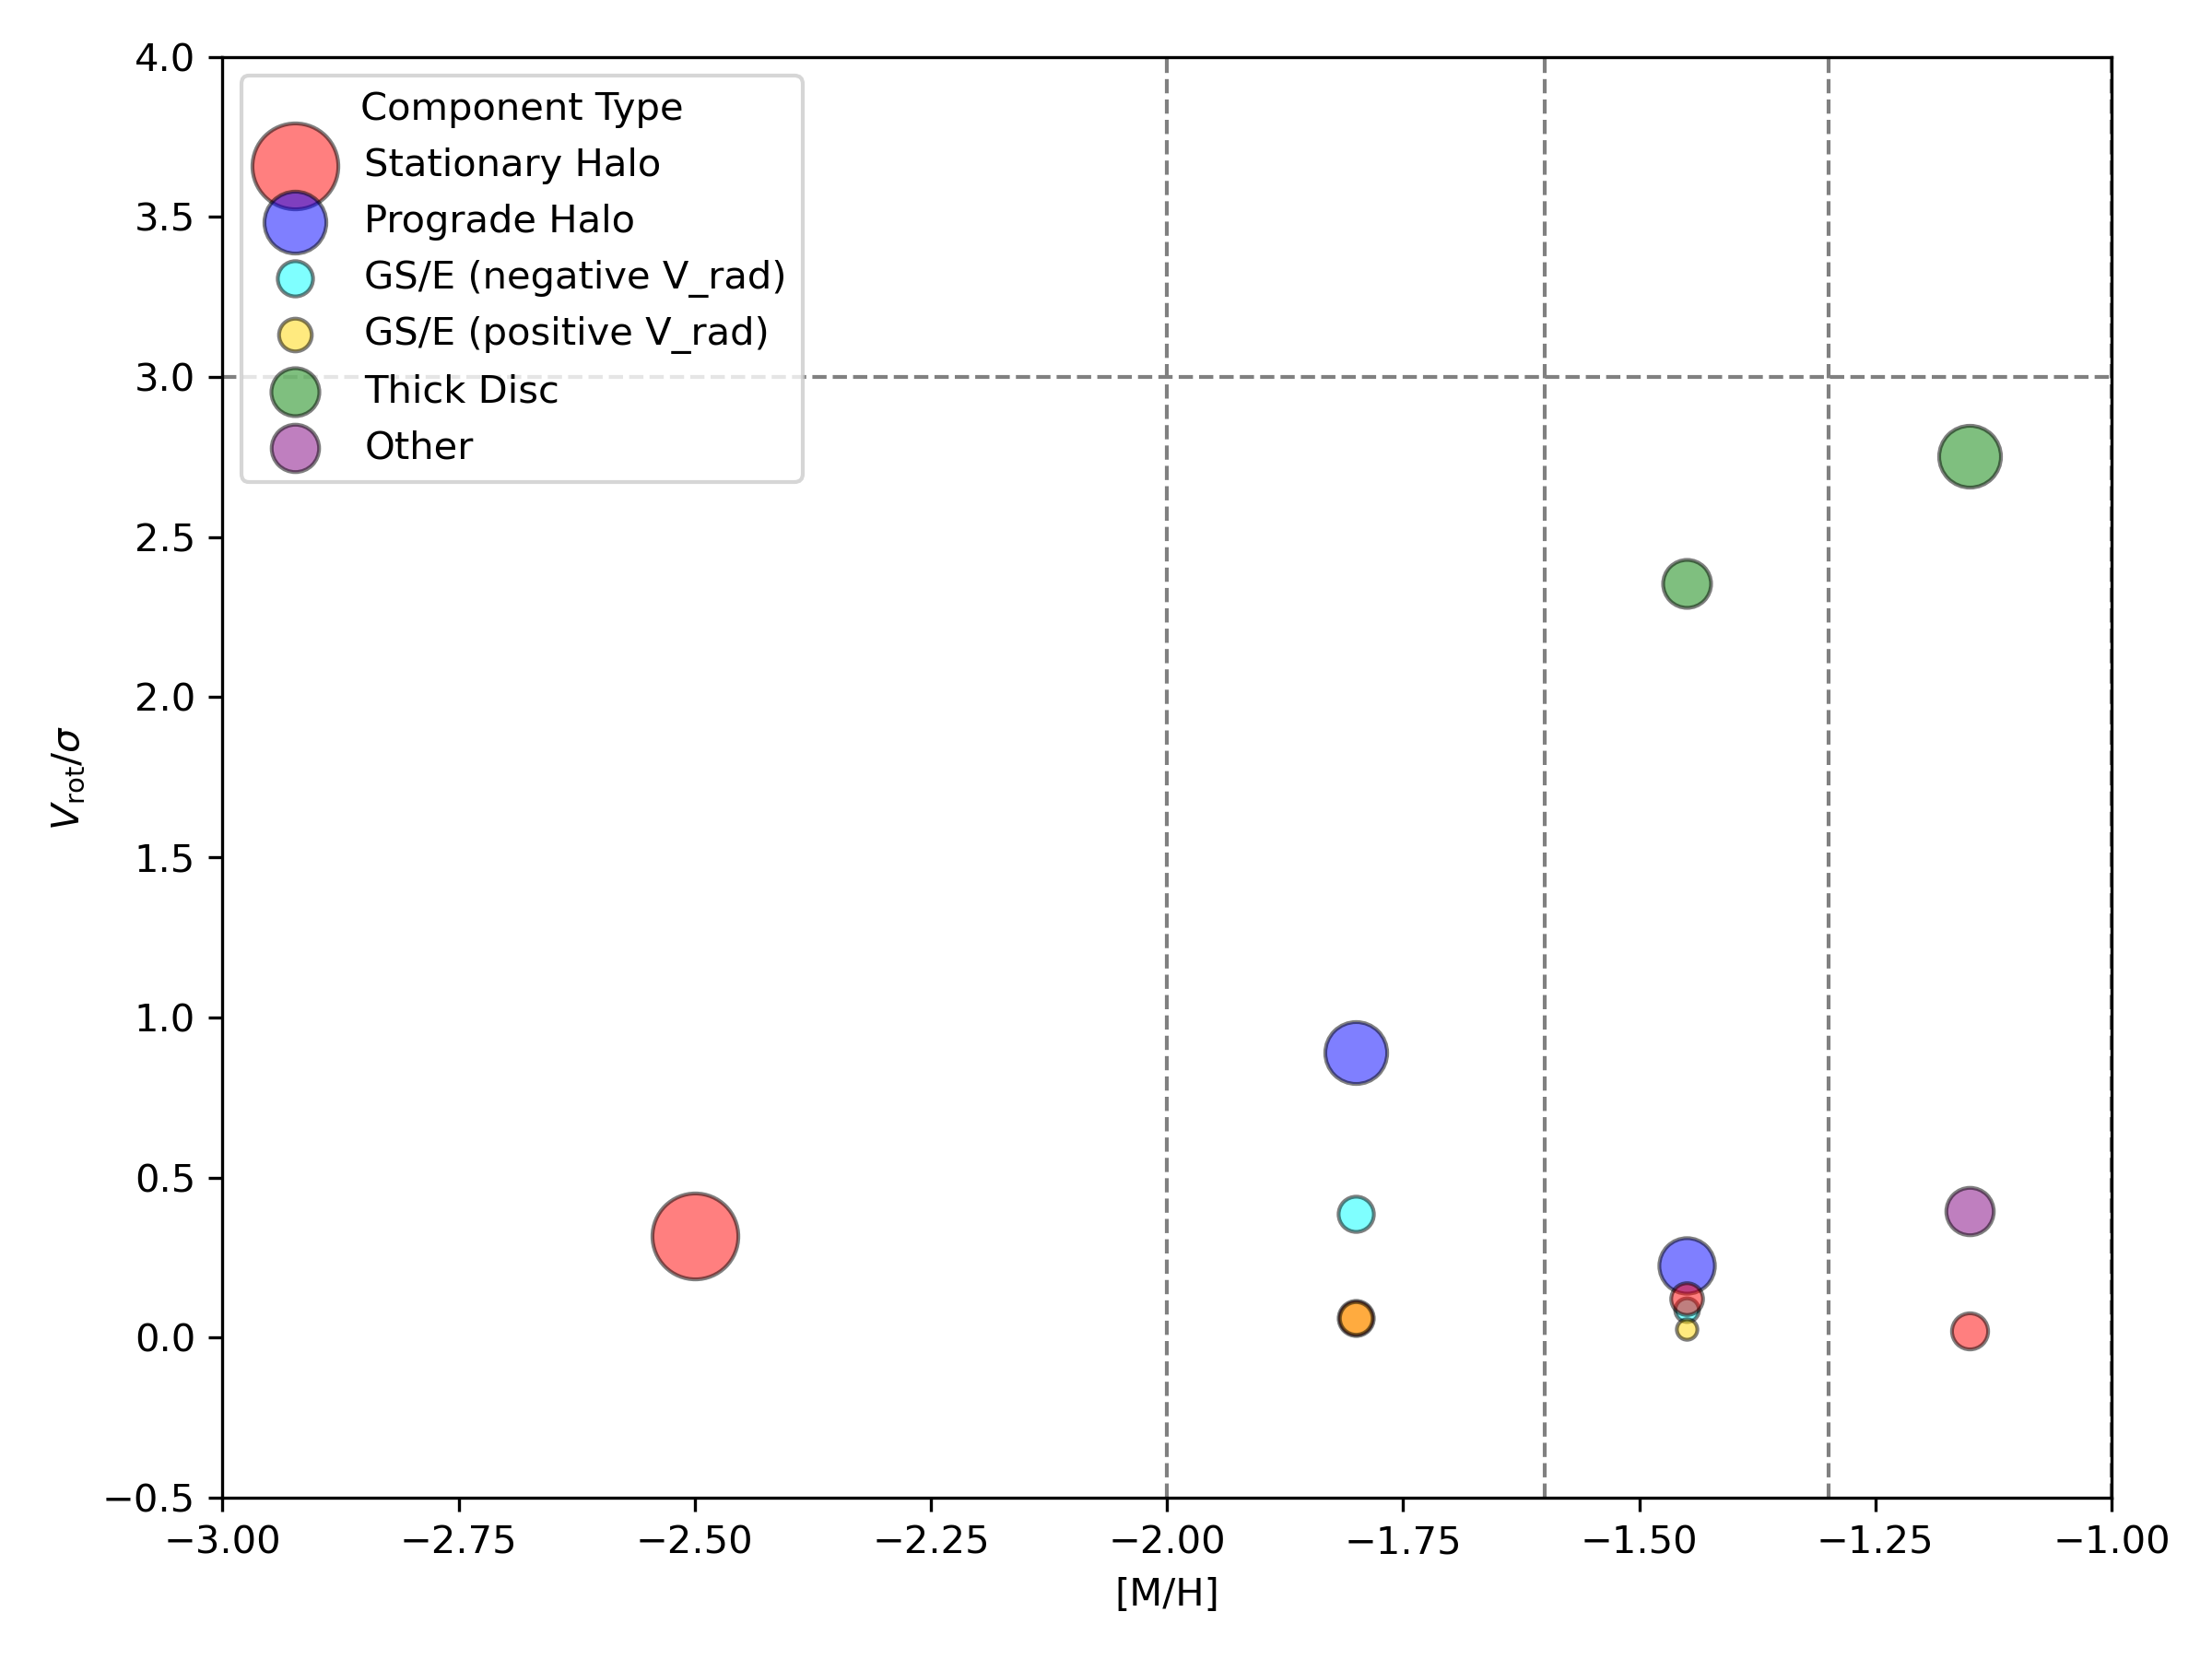 4.0
3.5
3.0
2.5
2.0
1.5
1.0
0.5
0.0
−0.5
V_rot/σ
Component Type
Stationary Halo
Prograde Halo
GS/E (negative V_rad)
GS/E (positive V_rad)
Thick Disc
Other
−3.00 −2.75 −2.50 −2.25 −2.00 −1.75 −1.50 −1.25 −1.00
[M/H]